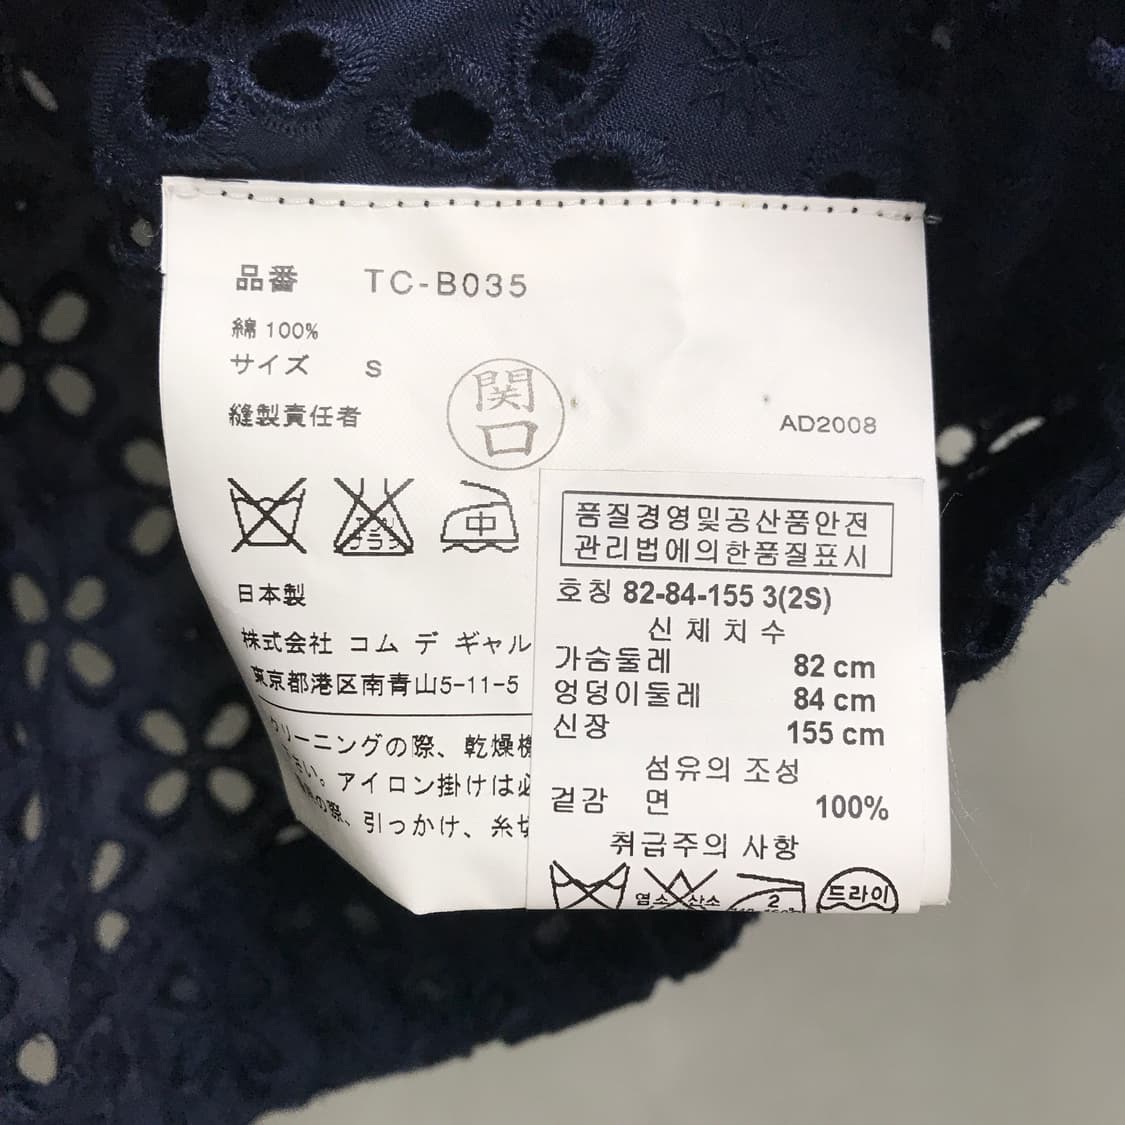 品番 TC-B035
綿 100%
サイズ S
縫製責任者 関口
AD2008
中
日本製
株式会社 コム デ ギャル
東京都港区南青山5-11-5
リーニングの際、乾燥機
い。アイロン掛けは必
の際、引っかけ、糸切
품질경영및공산품안전
관리법에의한품질표시
호칭 82-84-155 3(2S)
신체치수
가슴둘레 82 cm
엉덩이둘레 84 cm
신장 155 cm
섬유의 조성
겉감 면 100%
취급주의 사항
염소 산소 2 드라이